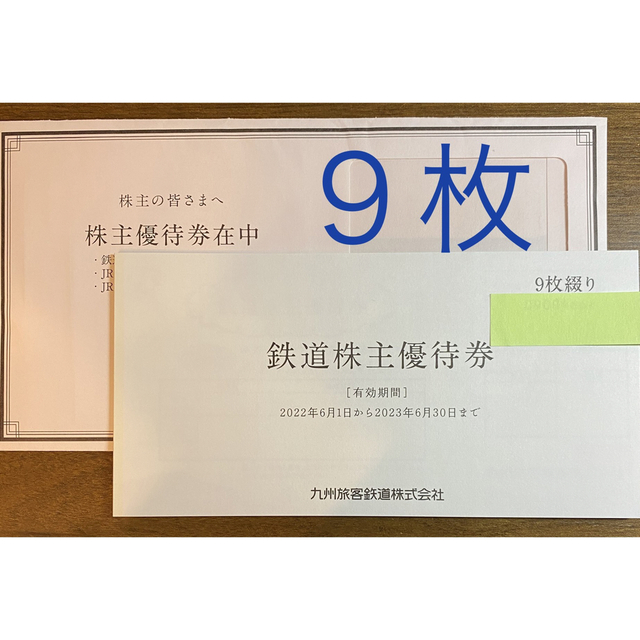 9枚
株主の皆さまへ
株主優待券在中
・鉄
・JR
・JR
9枚綴り
鉄道株主優待券
[有効期間]
2022年6月1日から2023年6月30日まで
九州旅客鉄道株式会社